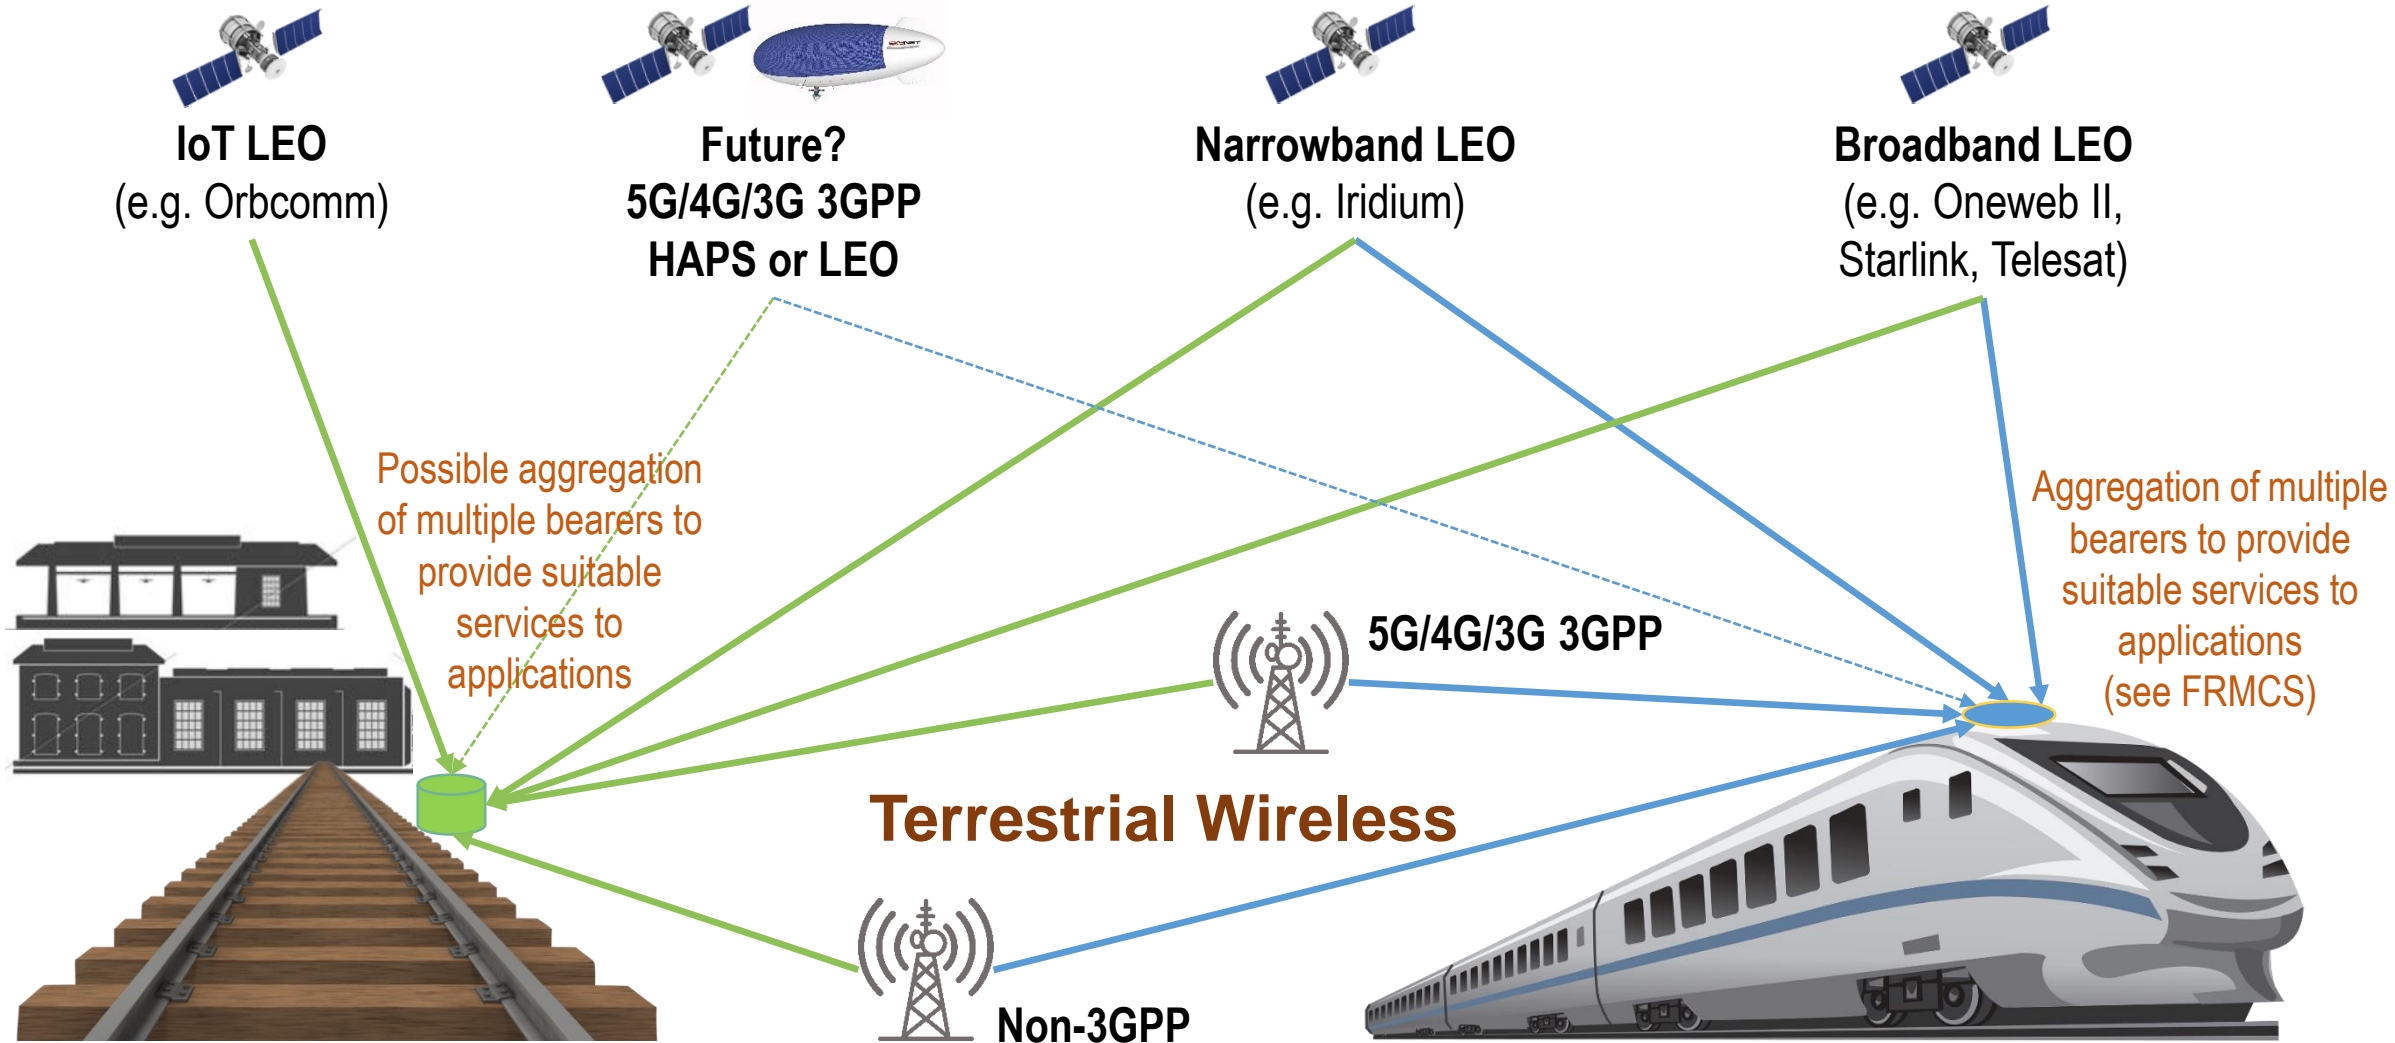 IoT LEO
(e.g. Orbcomm)
Future?
5G/4G/3G 3GPP
HAPS or LEO
Narrowband LEO
(e.g. Iridium)
Broadband LEO
(e.g. Oneweb II,
Starlink, Telesat)
Possible aggregation
of multiple bearers to
provide suitable
services to
applications
Aggregation of multiple
bearers to provide
suitable services to
applications
(see FRMCS)
5G/4G/3G 3GPP
Terrestrial Wireless
Non-3GPP